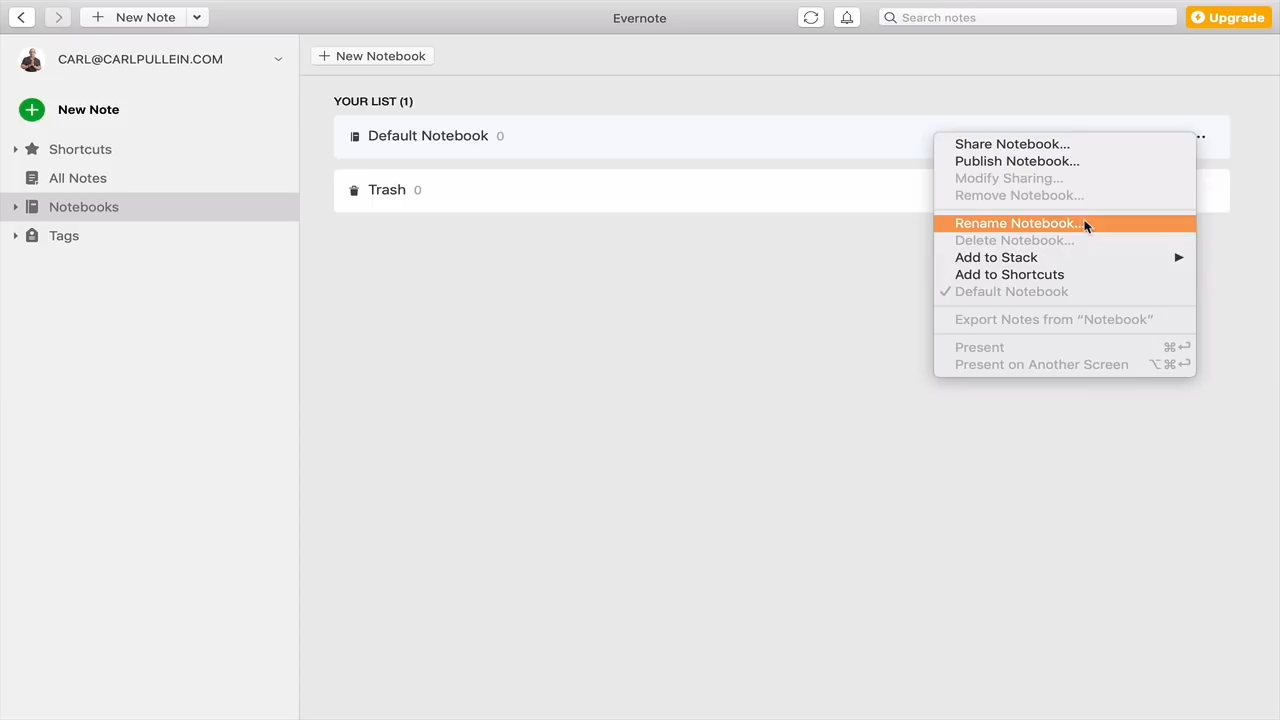 New Note
Evernote
Search notes
Upgrade
CARL@CARLPULLEIN.COM
New Note
Shortcuts
All Notes
Notebooks
Tags
New Notebook
YOUR LIST (1)
Default Notebook 0
Trash 0
Share Notebook...
Publish Notebook...
Modify Sharing...
Remove Notebook...
Rename Notebook...
Delete Notebook...
Add to Stack
Add to Shortcuts
✓ Default Notebook
Export Notes from “Notebook”
Present ⌘↩
Present on Another Screen ⌥⌘↩